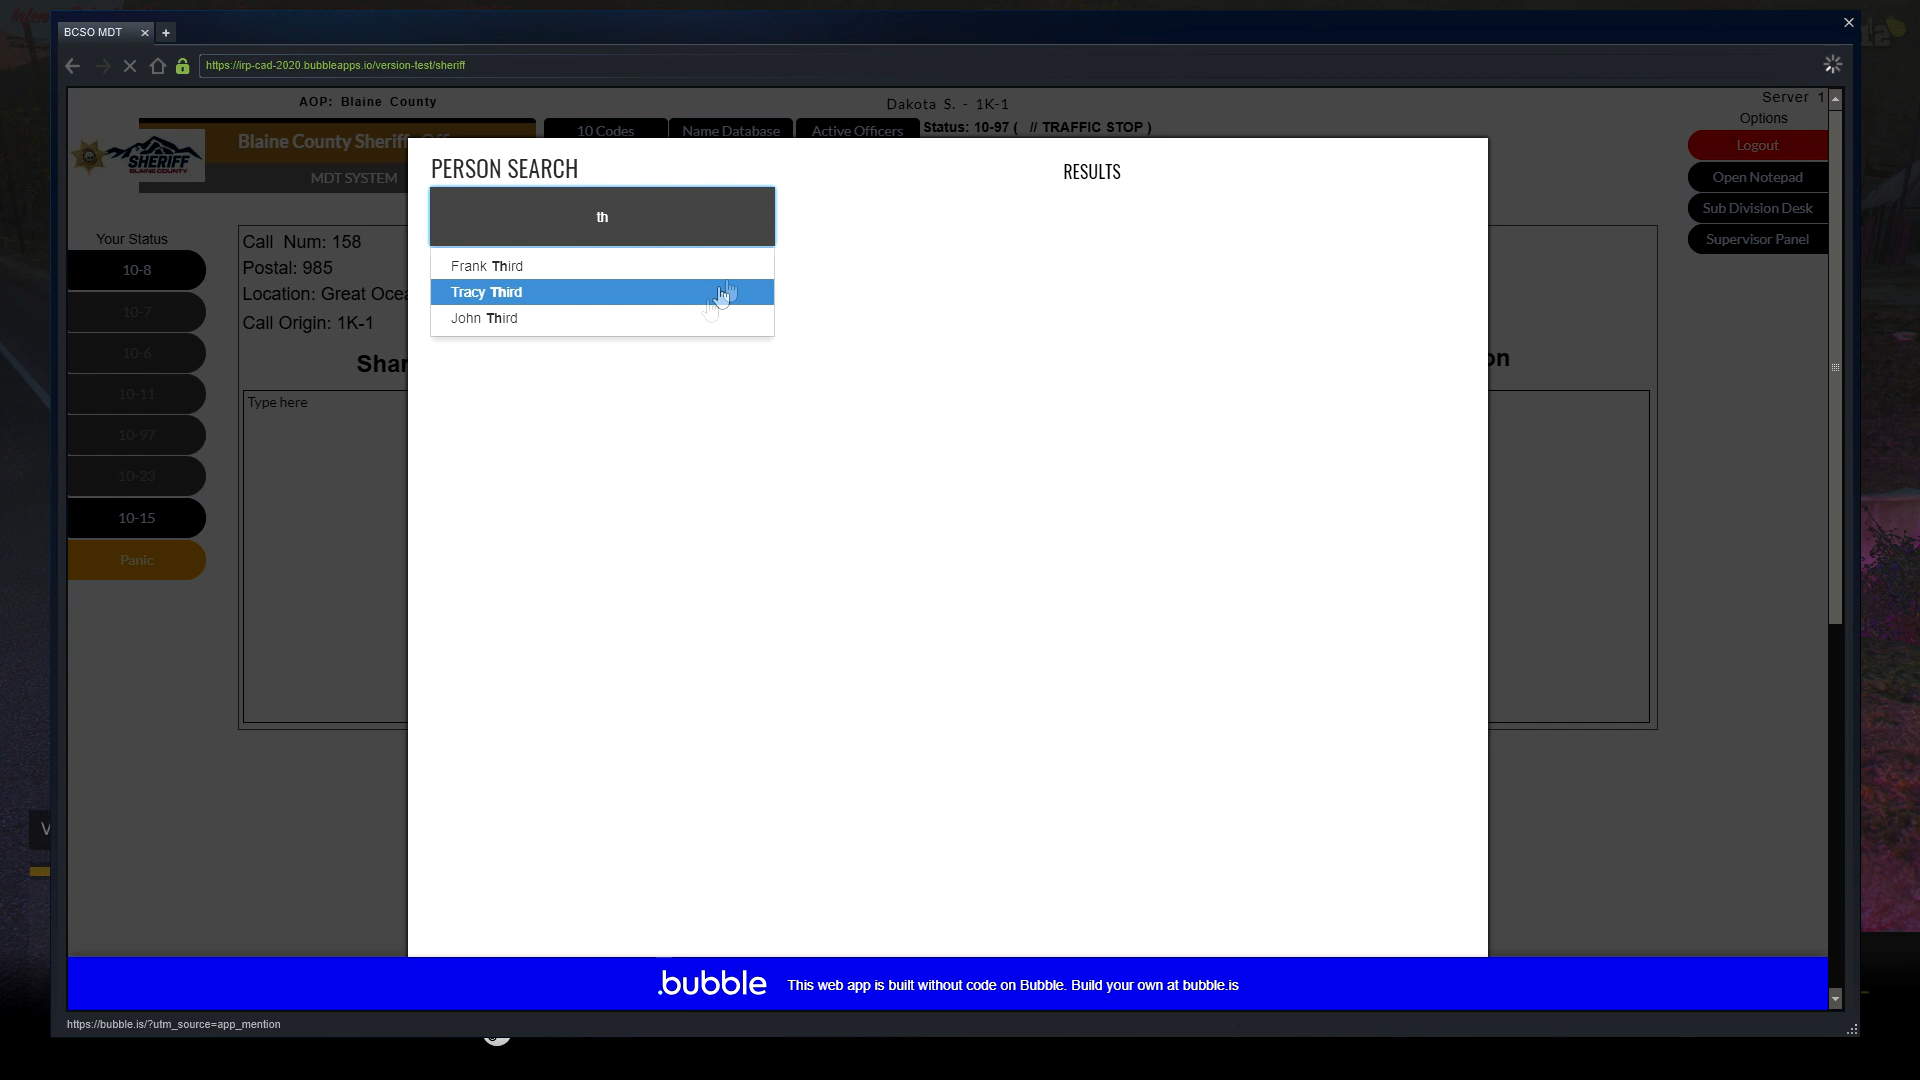 BCSO MDT
https://irp-cad-2020.bubbleapps.io/version-test/sheriff
AOP: Blaine County
Dakota S. - 1K-1
Server 1
10 Codes
Name Database
Active Officers
Status: 10-97 ( // TRAFFIC STOP )
Options
Blaine County Sheriff
SHERIFF
BLAINE COUNTY
MDT SYSTEM
Logout
Open Notepad
Sub Division Desk
Supervisor Panel
PERSON SEARCH
RESULTS
th
Frank Third
Tracy Third
John Third
Your Status
10-8
10-7
10-6
10-11
10-97
10-23
10-15
Panic
Call Num: 158
Postal: 985
Location: Great Ocea
Call Origin: 1K-1
Shar
on
Type here
.bubble
This web app is built without code on Bubble. Build your own at bubble.is
https://bubble.is/?utm_source=app_mention